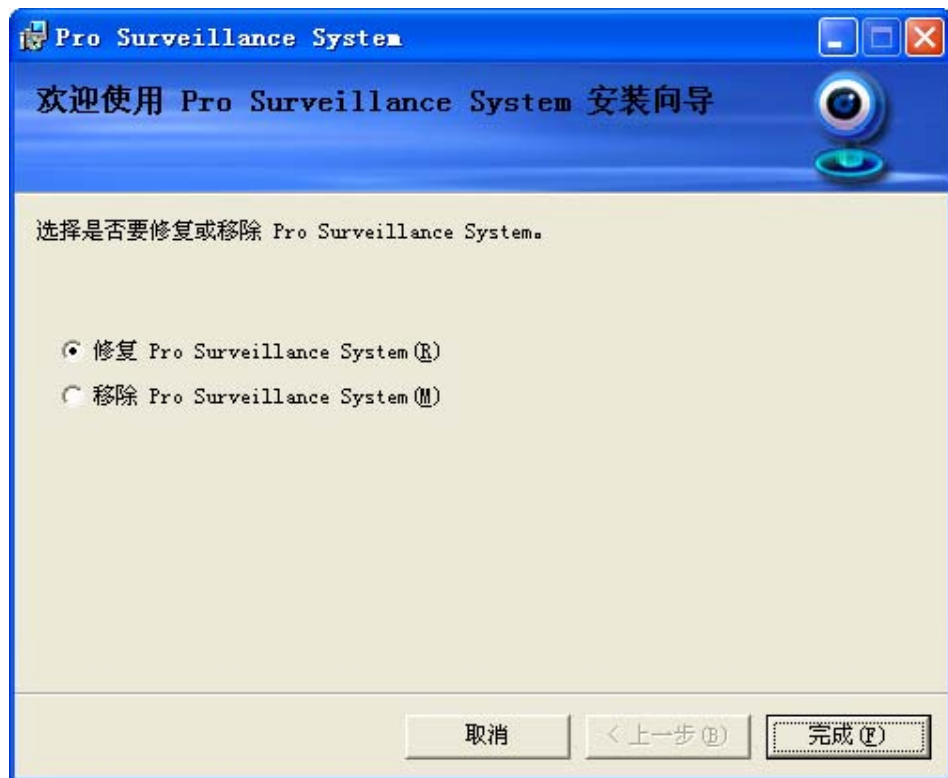 Pro Surveillance System
欢迎使用 Pro Surveillance System 安装向导
选择是否要修复或移除 Pro Surveillance System。
修复 Pro Surveillance System(R)
移除 Pro Surveillance System(M)
取消
< 上一步(B)
完成(F)